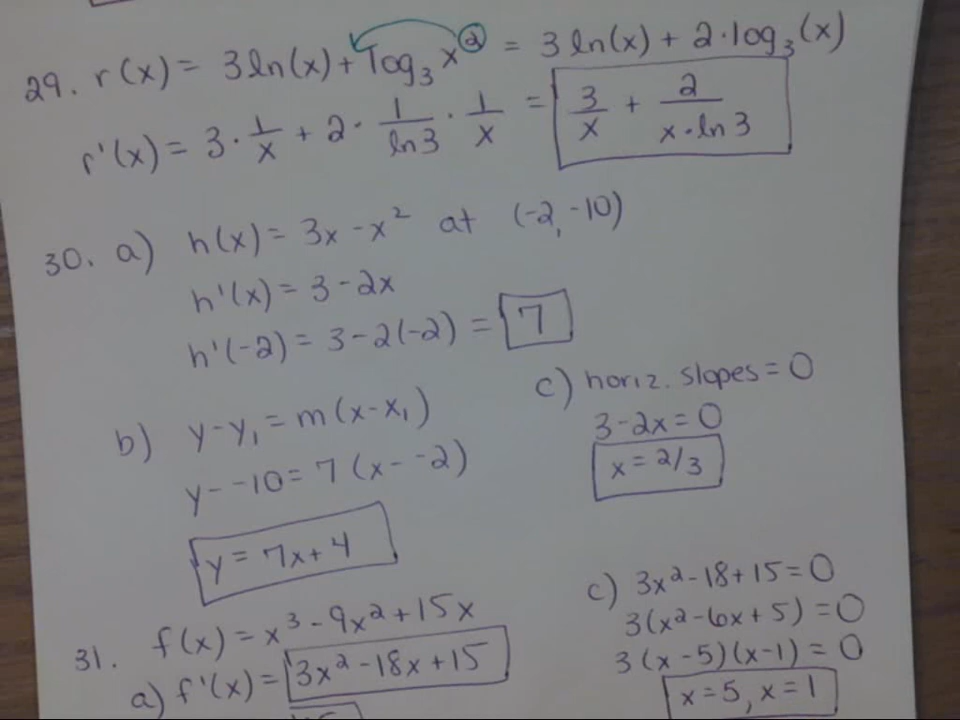 29. r(x) = 3ln(x) + log₃ x² = 3ln(x) + 2·log₃(x)
r'(x) = 3 · 1/x + 2 · 1/ln3 · 1/x = 3/x + 2/(x·ln3)
30. a) h(x) = 3x - x² at (-2, -10)
h'(x) = 3 - 2x
h'(-2) = 3 - 2(-2) = 7
b) y - y₁ = m(x - x₁)
y - -10 = 7(x - -2)
y = 7x + 4
c) horiz. slopes = 0
3 - 2x = 0
x = 2/3
31. f(x) = x³ - 9x² + 15x
a) f'(x) = 3x² - 18x + 15
c) 3x² - 18 + 15 = 0
3(x² - 6x + 5) = 0
3(x - 5)(x - 1) = 0
x = 5, x = 1